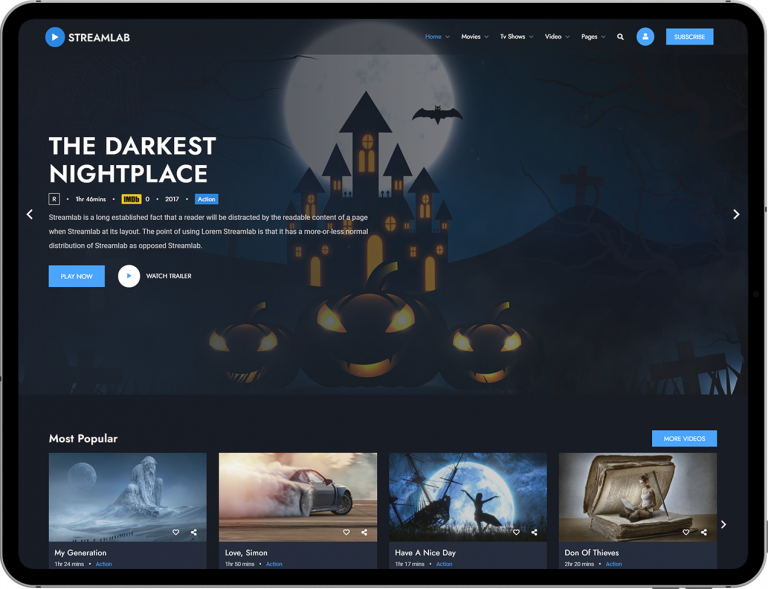 STREAMLAB
Home Movies Tv Shows Video Pages SUBSCRIBE
THE DARKEST
NIGHTPLACE
R • 1hr 46mins • IMDb 0 • 2017 • Action
Streamlab is a long established fact that a reader will be distracted by the readable content of a page
when Streamlab at its layout. The point of using Lorem Streamlab is that it has a more-or-less normal
distribution of Streamlab as opposed Streamlab.
PLAY NOW WATCH TRAILER
Most Popular MORE VIDEOS
My Generation Love, Simon Have A Nice Day Don Of Thieves
1hr 24 mins • Action 1hr 50 mins • Action 1hr 17 mins • Action 2hr 20 mins • Action